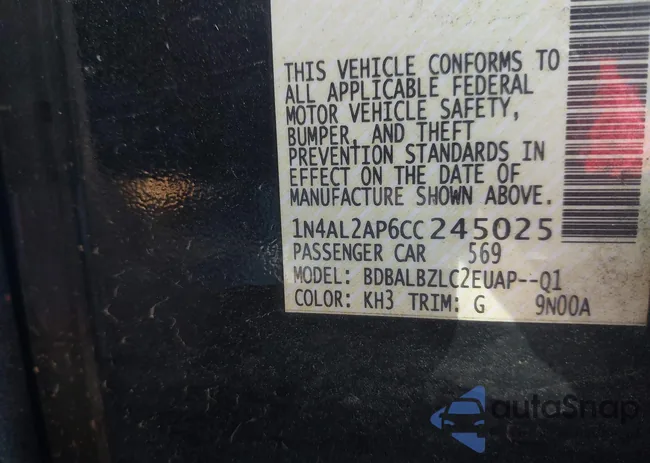 THIS VEHICLE CONFORMS TO
ALL APPLICABLE FEDERAL
MOTOR VEHICLE SAFETY,
BUMPER, AND THEFT
PREVENTION STANDARDS IN
EFFECT ON THE DATE OF
MANUFACTURE SHOWN ABOVE.
1N4AL2AP6CC245025
PASSENGER CAR 569
MODEL: BDBALBZLC2EUAP--Q1
COLOR: KH3 TRIM: G 9N00A
autoSnap